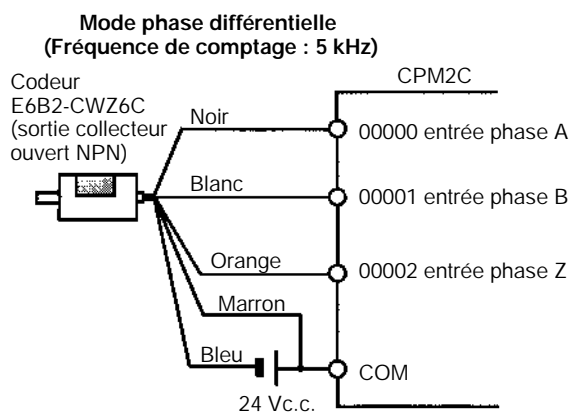 Mode phase différentielle
(Fréquence de comptage : 5 kHz)
Codeur
E6B2-CWZ6C
(sortie collecteur
ouvert NPN)
CPM2C
Noir
00000 entrée phase A
Blanc
00001 entrée phase B
Orange
00002 entrée phase Z
Marron
Bleu
COM
24 Vc.c.